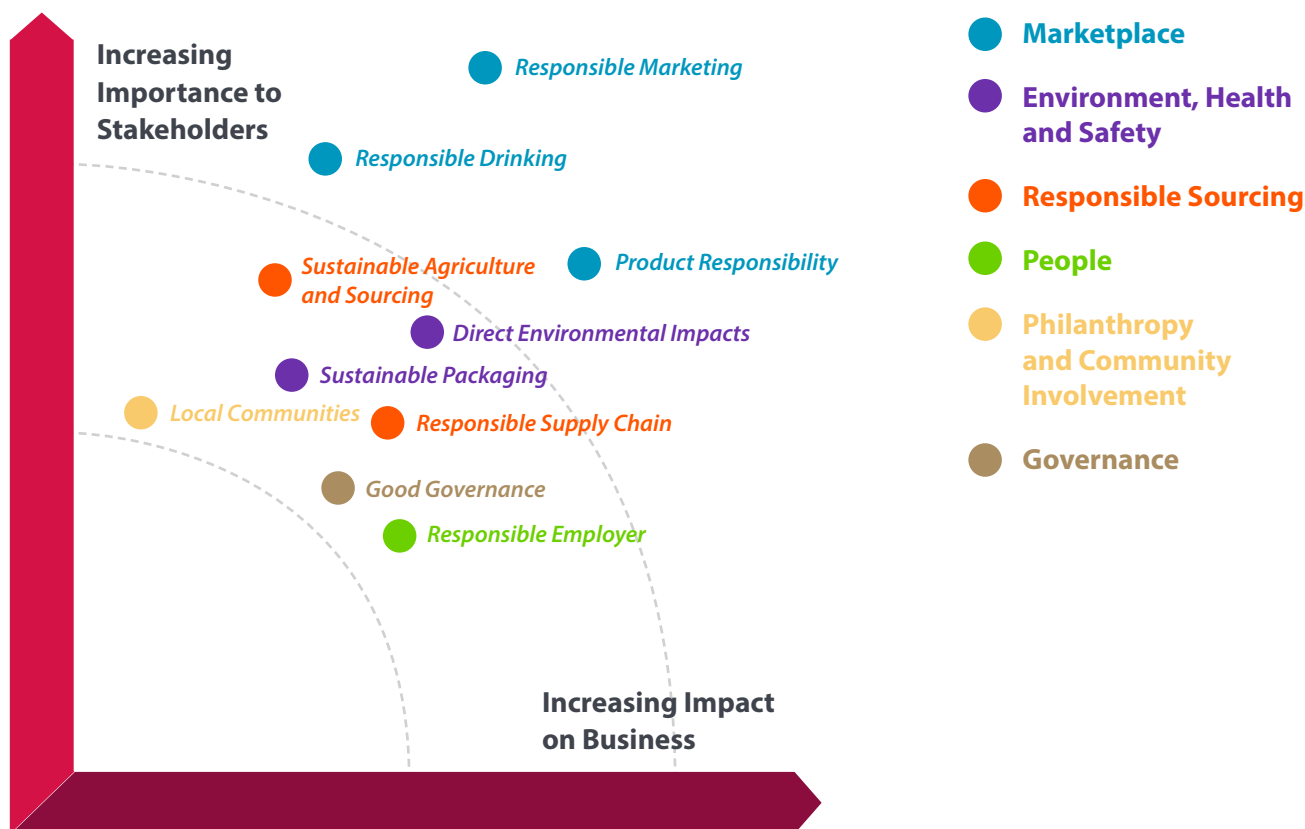 Increasing
Importance to
Stakeholders
Responsible Marketing
Responsible Drinking
Sustainable Agriculture
and Sourcing
Product Responsibility
Direct Environmental Impacts
Sustainable Packaging
Local Communities
Responsible Supply Chain
Good Governance
Responsible Employer
Increasing Impact
on Business
Marketplace
Environment, Health
and Safety
Responsible Sourcing
People
Philanthropy
and Community
Involvement
Governance